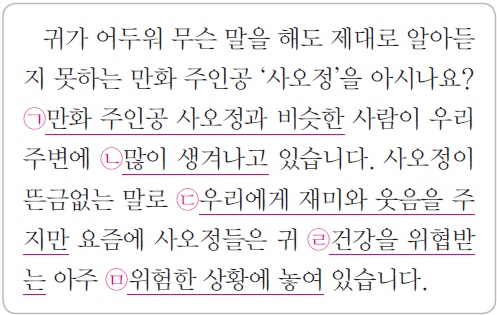 귀가 어두워 무슨 말을 해도 제대로 알아듣
지 못하는 만화 주인공 ‘사오정’을 아시나요?
㉠만화 주인공 사오정과 비슷한 사람이 우리
주변에 ㉡많이 생겨나고 있습니다. 사오정이
뜬금없는 말로 ㉢우리에게 재미와 웃음을 주
지만 요즘에 사오정들은 귀 ㉣건강을 위협받
는 아주 ㉤위험한 상황에 놓여 있습니다.